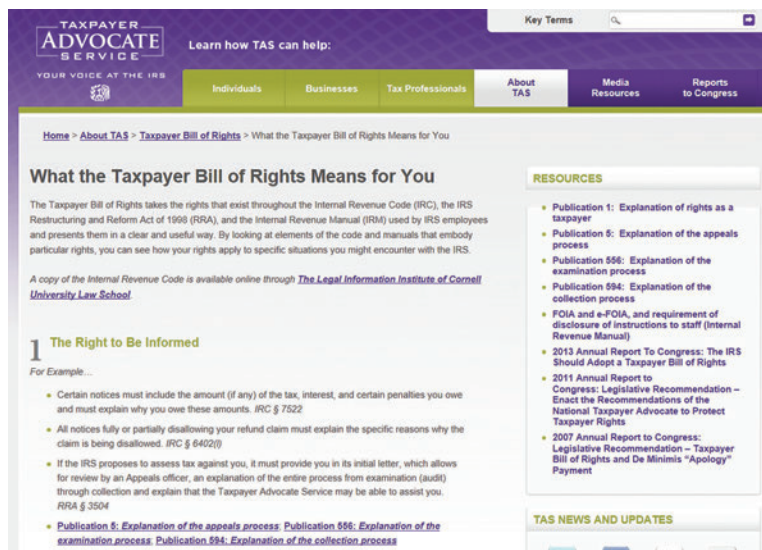 TAXPAYER
ADVOCATE
SERVICE
YOUR VOICE AT THE IRS
Learn how TAS can help:
Key Terms
Individuals
Businesses
Tax Professionals
About
TAS
Media
Resources
Reports
to Congress
Home > About TAS > Taxpayer Bill of Rights > What the Taxpayer Bill of Rights Means for You
What the Taxpayer Bill of Rights Means for You
The Taxpayer Bill of Rights takes the rights that exist throughout the Internal Revenue Code (IRC), the IRS
Restructuring and Reform Act of 1998 (RRA), and the Internal Revenue Manual (IRM) used by IRS employees
and presents them in a clear and useful way. By looking at elements of the code and manuals that embody
particular rights, you can see how your rights apply to specific situations you might encounter with the IRS.
A copy of the Internal Revenue Code is available online through The Legal Information Institute of Cornell
University Law School.
1 The Right to Be Informed
For Example...
• Certain notices must include the amount (if any) of the tax, interest, and certain penalties you owe
and must explain why you owe these amounts. IRC § 7522
• All notices fully or partially disallowing your refund claim must explain the specific reasons why the
claim is being disallowed. IRC § 6402(l)
• If the IRS proposes to assess tax against you, it must provide you in its initial letter, which allows
for review by an Appeals officer, an explanation of the entire process from examination (audit)
through collection and explain that the Taxpayer Advocate Service may be able to assist you.
RRA § 3504
• Publication 5: Explanation of the appeals process; Publication 556: Explanation of the
examination process; Publication 594: Explanation of the collection process
RESOURCES
• Publication 1: Explanation of rights as a
taxpayer
• Publication 5: Explanation of the appeals
process
• Publication 556: Explanation of the
examination process
• Publication 594: Explanation of the
collection process
• FOIA and e-FOIA, and requirement of
disclosure of instructions to staff (Internal
Revenue Manual)
• 2013 Annual Report To Congress: The IRS
Should Adopt a Taxpayer Bill of Rights
• 2011 Annual Report to
Congress: Legislative Recommendation –
Enact the Recommendations of the
National Taxpayer Advocate to Protect
Taxpayer Rights
• 2007 Annual Report to Congress:
Legislative Recommendation – Taxpayer
Bill of Rights and De Minimis “Apology”
Payment
TAS NEWS AND UPDATES